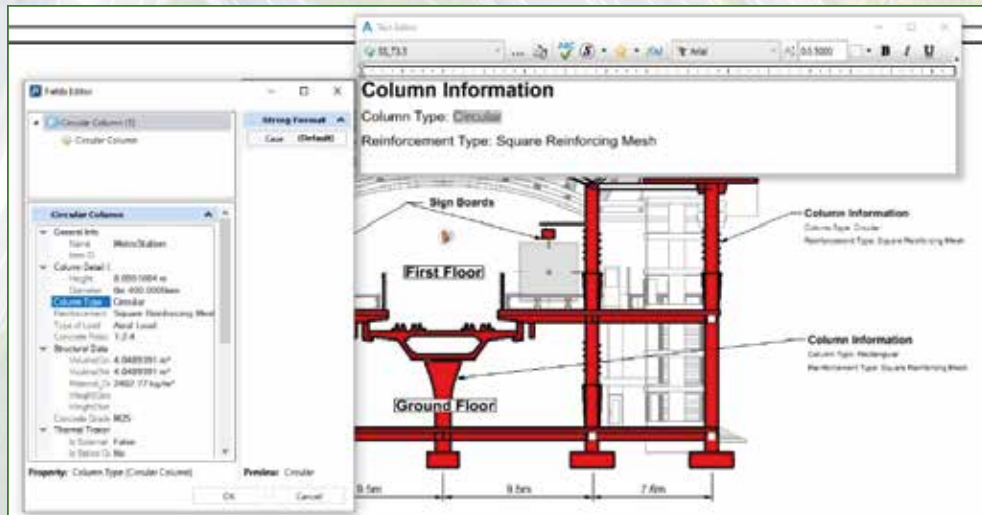 Text Editor
Arial
0:0.5000
B I U
Column Information
Column Type: Circular
Reinforcement Type: Square Reinforcing Mesh
Fields Editor
Circular Column (1)
Circular Column
String Format
Case (Default)
Circular Column
General Info
Name MetroStation
Item ID
Column Detail
Height
Diameter
Column Type Circular
Reinforcement Square Reinforcing Mesh
Type of Load Axial Load
Concrete Ratio 1:2:4
Structural Data
Concrete Grade M25
Thermal
Is External False
No
Property: Column Type (Circular Column)
Preview: Circular
OK
Cancel
Sign Boards
First Floor
Ground Floor
Column Information
Column Type: Circular
Reinforcement Type: Square Reinforcing Mesh
Column Information
Column Type: Rectangular
Reinforcement Type: Square Reinforcing Mesh
9.5m
9.5m
7.6m